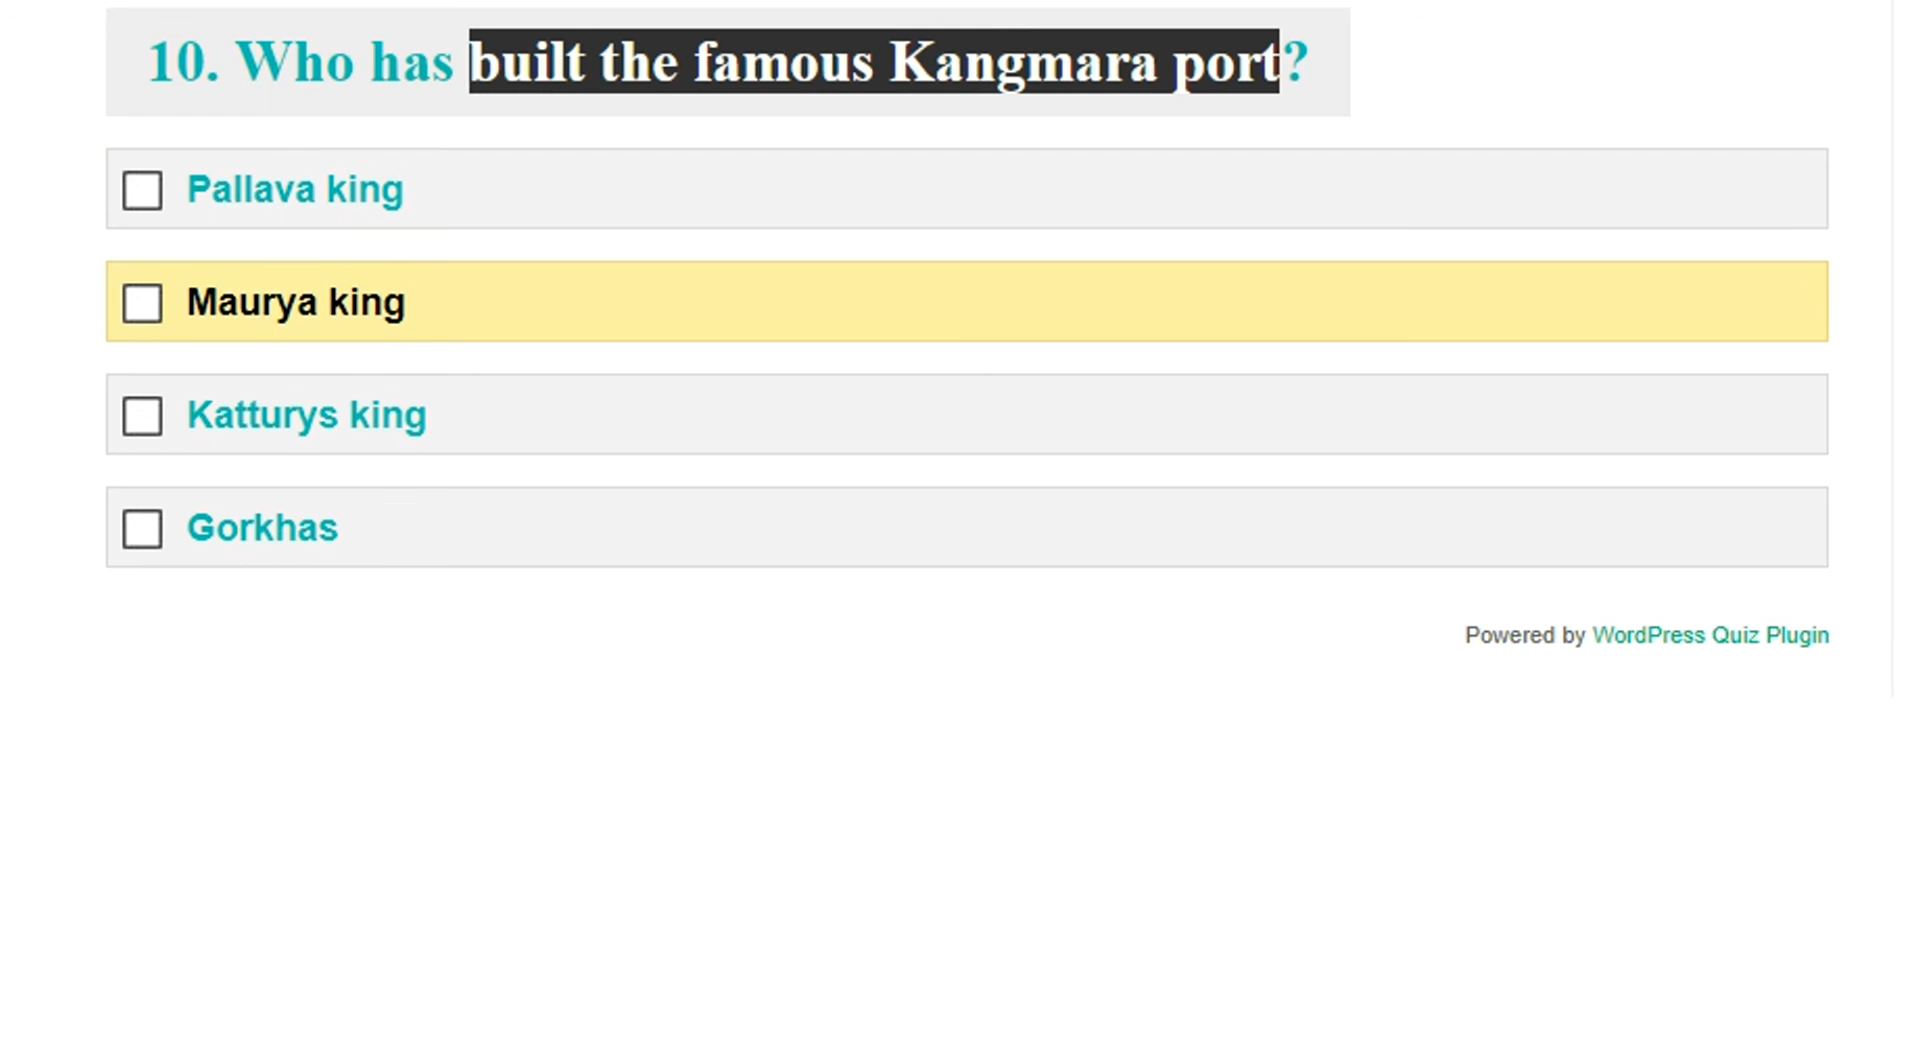 10. Who has built the famous Kangmara port?
Pallava king
Maurya king
Katturys king
Gorkhas
Powered by WordPress Quiz Plugin